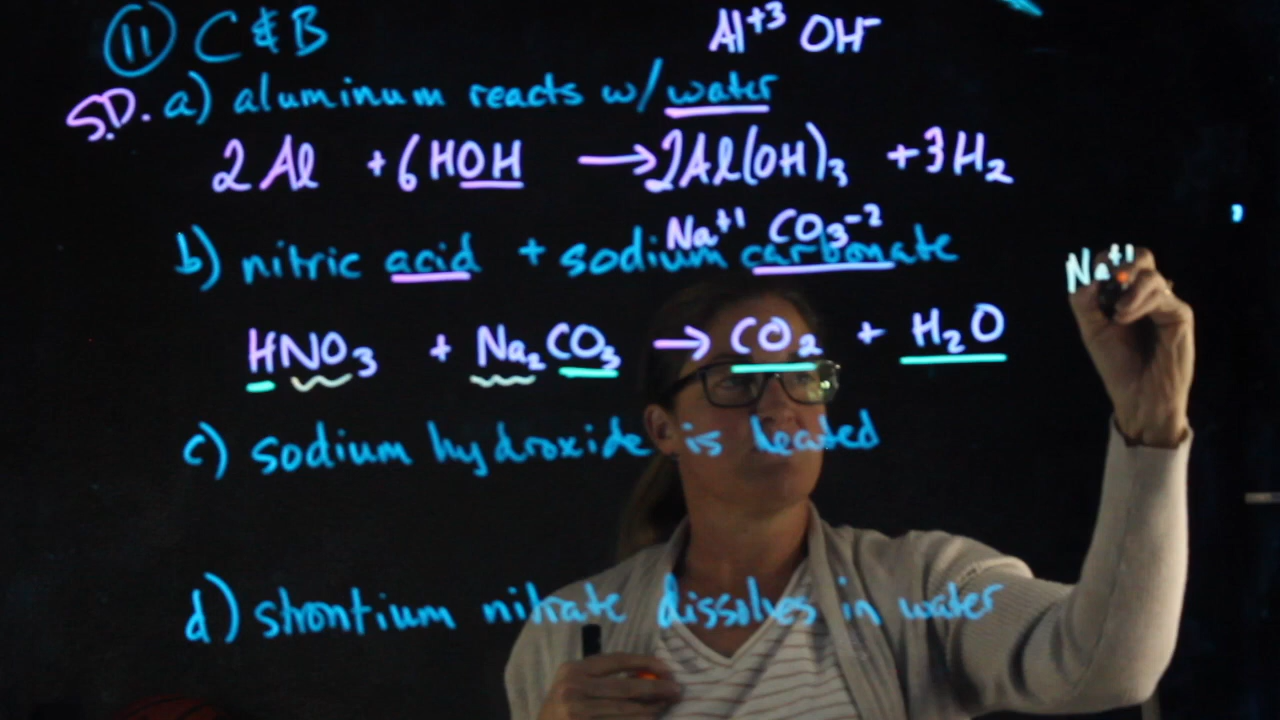 11 C & B
Al+3 OH-
S.D. a) aluminum reacts w/ water
2Al + 6HOH → 2Al(OH)3 + 3H2
Na+1 CO3-2
b) nitric acid + sodium carbonate
Na+1
HNO3 + Na2CO3 → CO2 + H2O
c) sodium hydroxide is heated
d) strontium nitrate dissolves in water